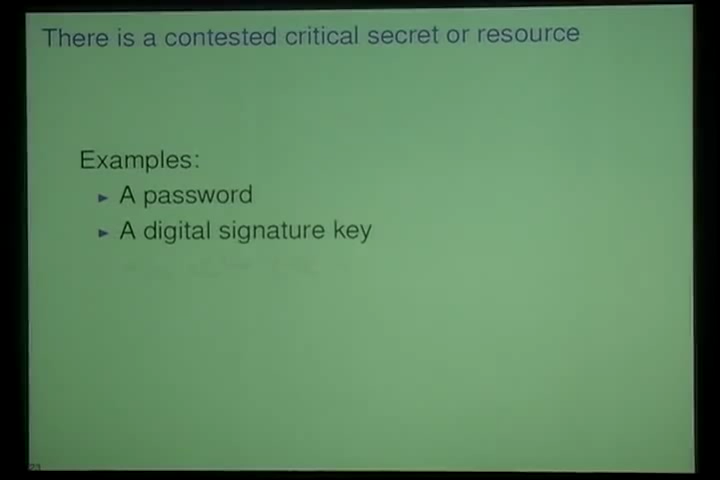 There is a contested critical secret or resource
Examples:
► A password
► A digital signature key